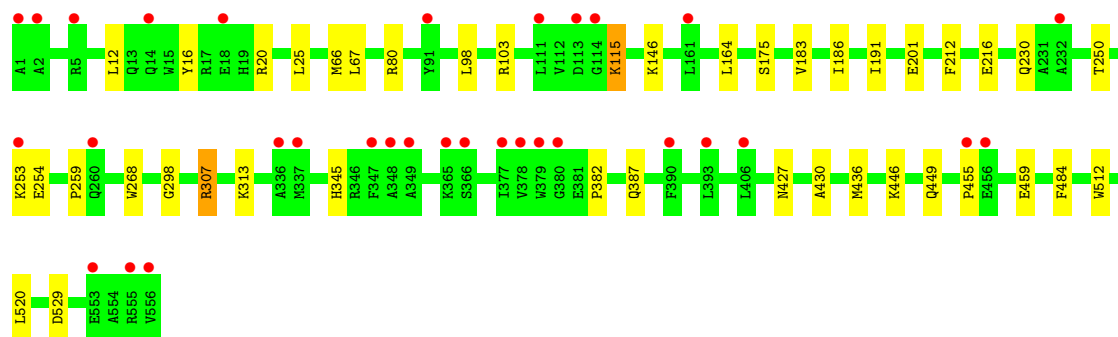 A1 A2 R5 L12 Q13 Q14 W15 Y16 R17 E18 H19 R20 L25 M66 L67 R80 Y91 L98 R103 L111 V112 D113 G114 K115 K146 L161 L164 S175 V183 I186 I191 E201 F212 E216 Q230 A231 A232 T250
K253 E254 P259 Q260 W268 G298 R307 K313 A336 M337 H345 R346 F347 A348 A349 K365 S366 I377 V378 W379 G380 E381 P382 Q387 F390 L393 L406 N427 A430 M436 K446 Q449 P455 E456 E459 F484 W512
L520 D529 E553 A554 R555 V556